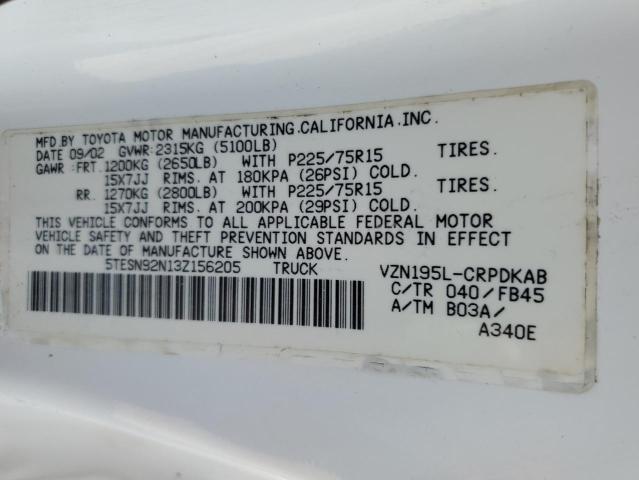 MFD.BY TOYOTA MOTOR MANUFACTURING.CALIFORNIA.INC.
DATE 09/02 GVWR:2315KG (5100LB)
GAWR:FRT.1200KG (2650LB) WITH P225/75R15 TIRES.
15X7JJ RIMS. AT 180KPA (26PSI) COLD.
RR. 1270KG (2800LB) WITH P225/75R15 TIRES.
15X7JJ RIMS. AT 200KPA (29PSI) COLD.
THIS VEHICLE CONFORMS TO ALL APPLICABLE FEDERAL MOTOR
VEHICLE SAFETY AND THEFT PREVENTION STANDARDS IN EFFECT
ON THE DATE OF MANUFACTURE SHOWN ABOVE.
5TESN92N13Z156205 TRUCK VZN195L-CRPDKAB
C/TR 040/FB45
A/TM B03A/
A340E